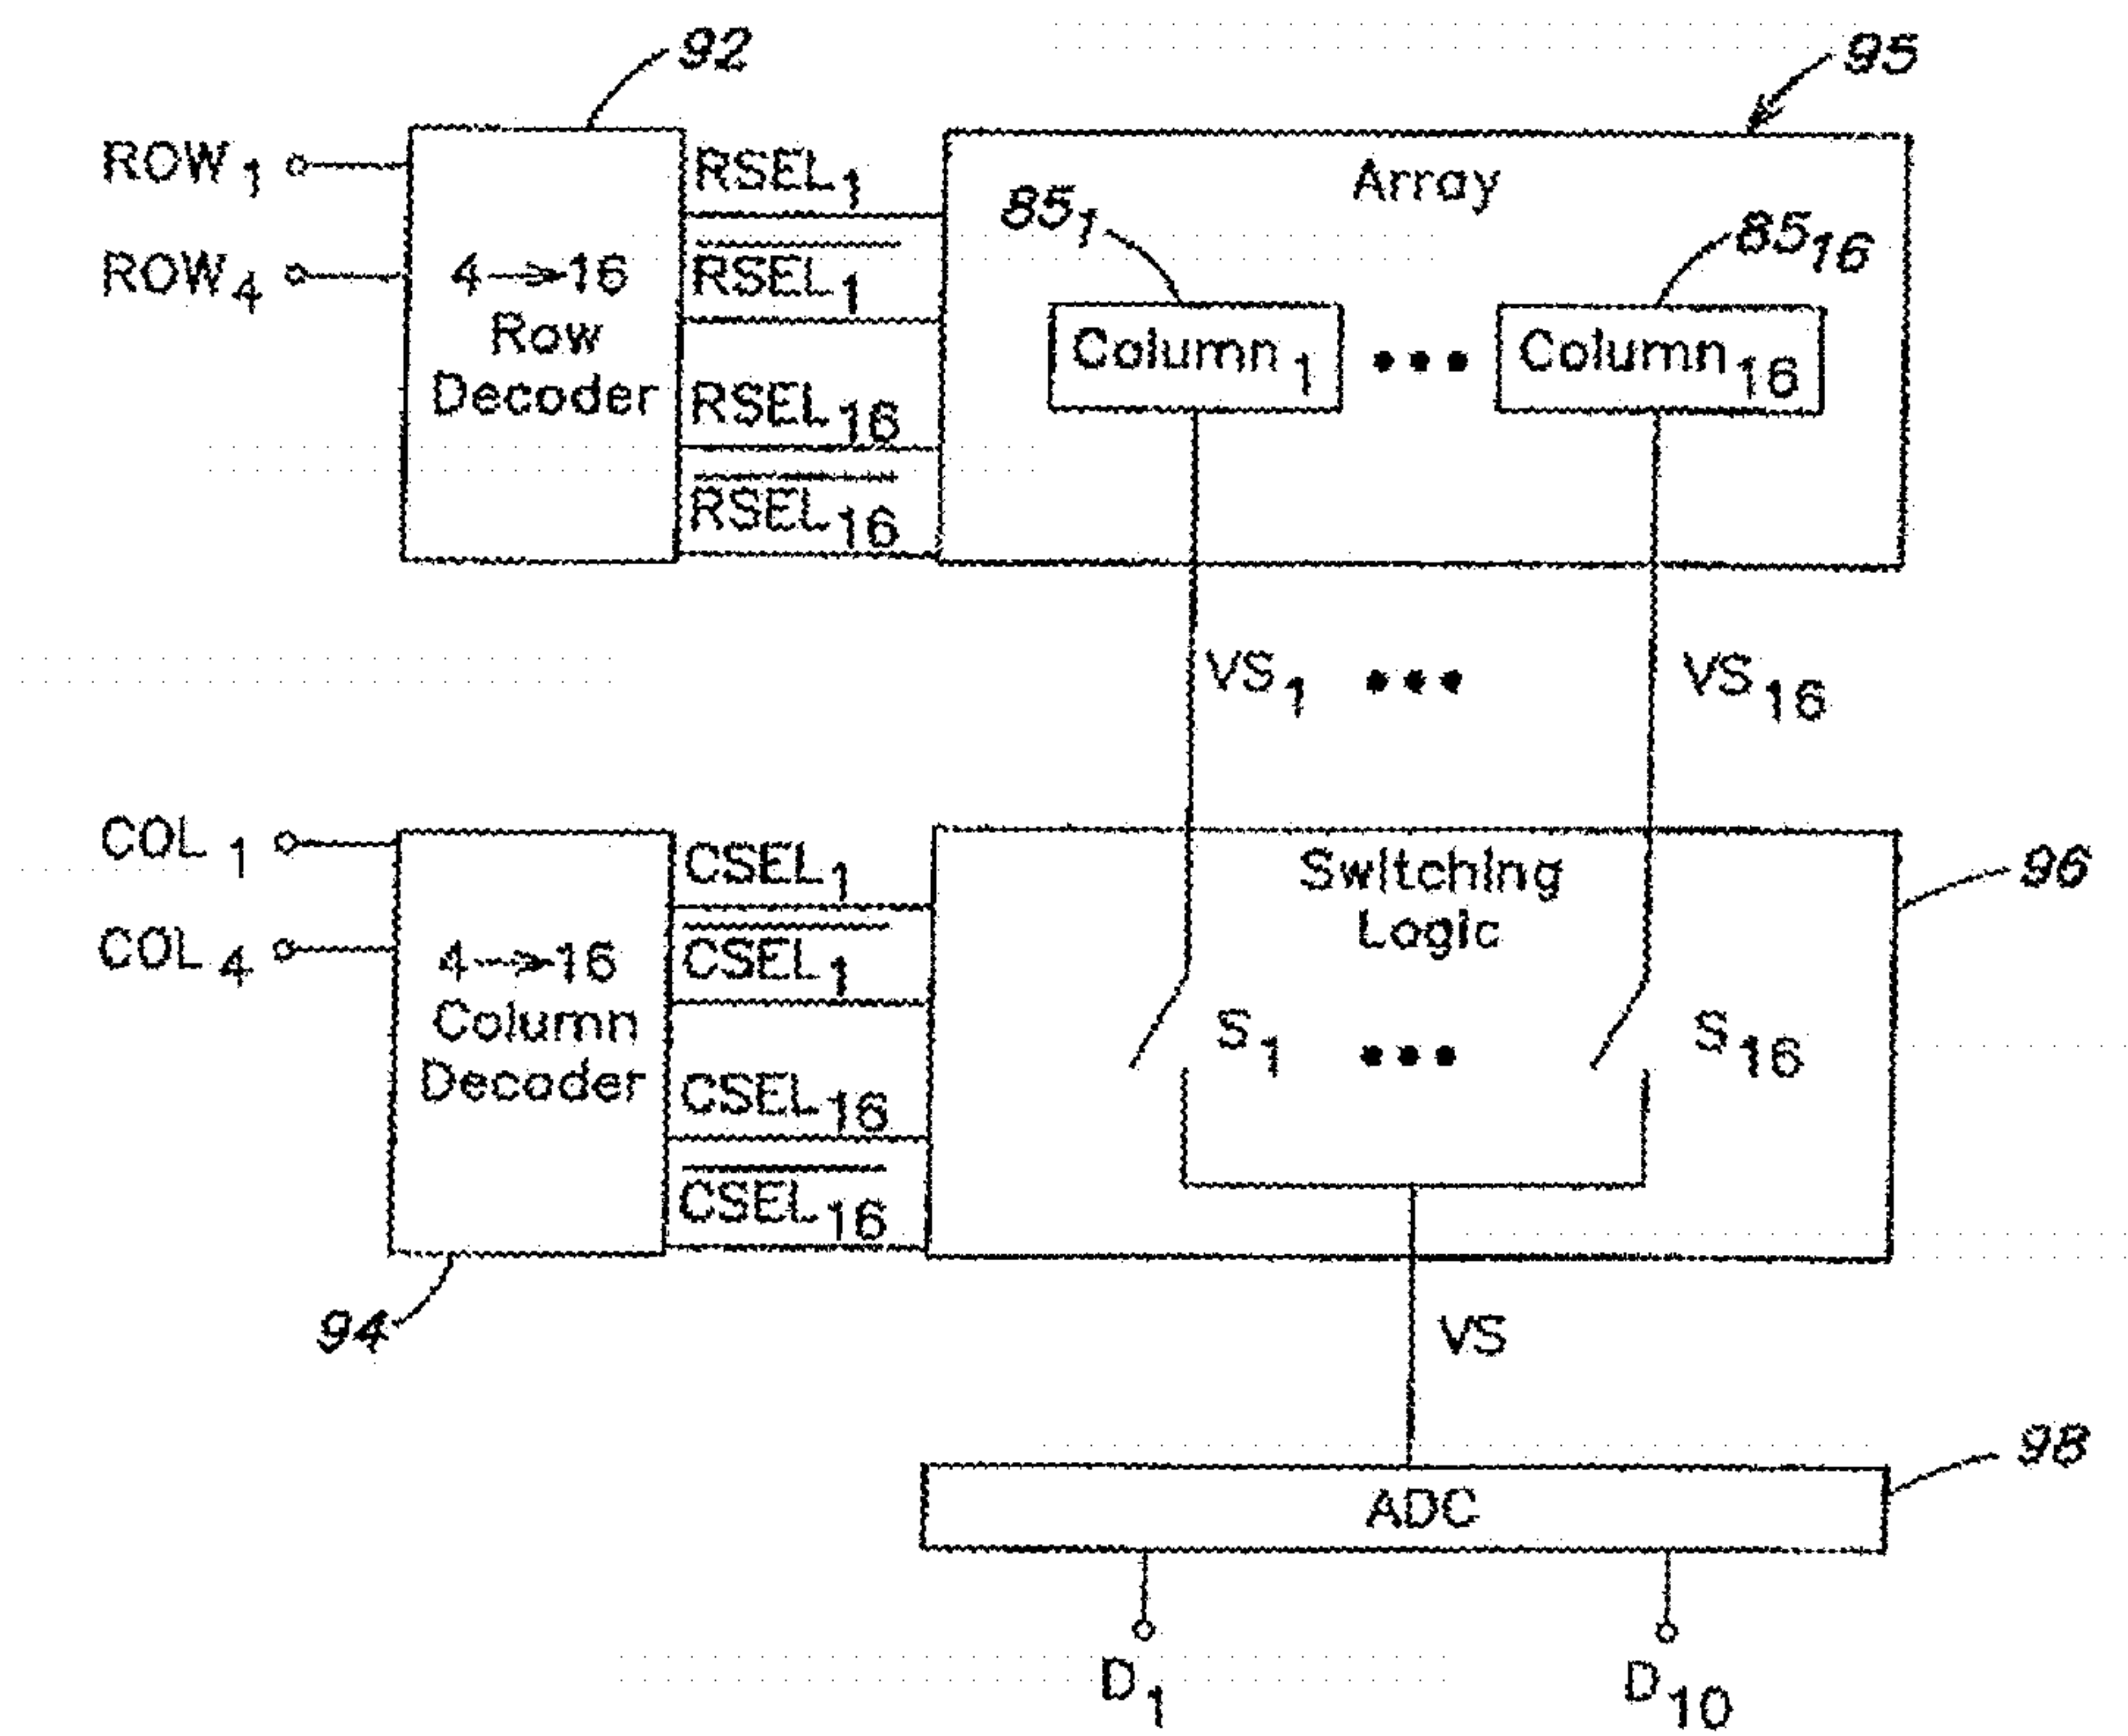 92
95
ROW1
RSEL1
Array
851
8516
ROW4
4→16
Row
Decoder
RSEL1
Column1
Column16
RSEL16
RSEL16
VS1
VS16
COL1
CSEL1
Switching
Logic
96
COL4
4→16
Column
Decoder
CSEL1
S1
S16
CSEL16
CSEL16
94
VS
98
ADC
D1
D10